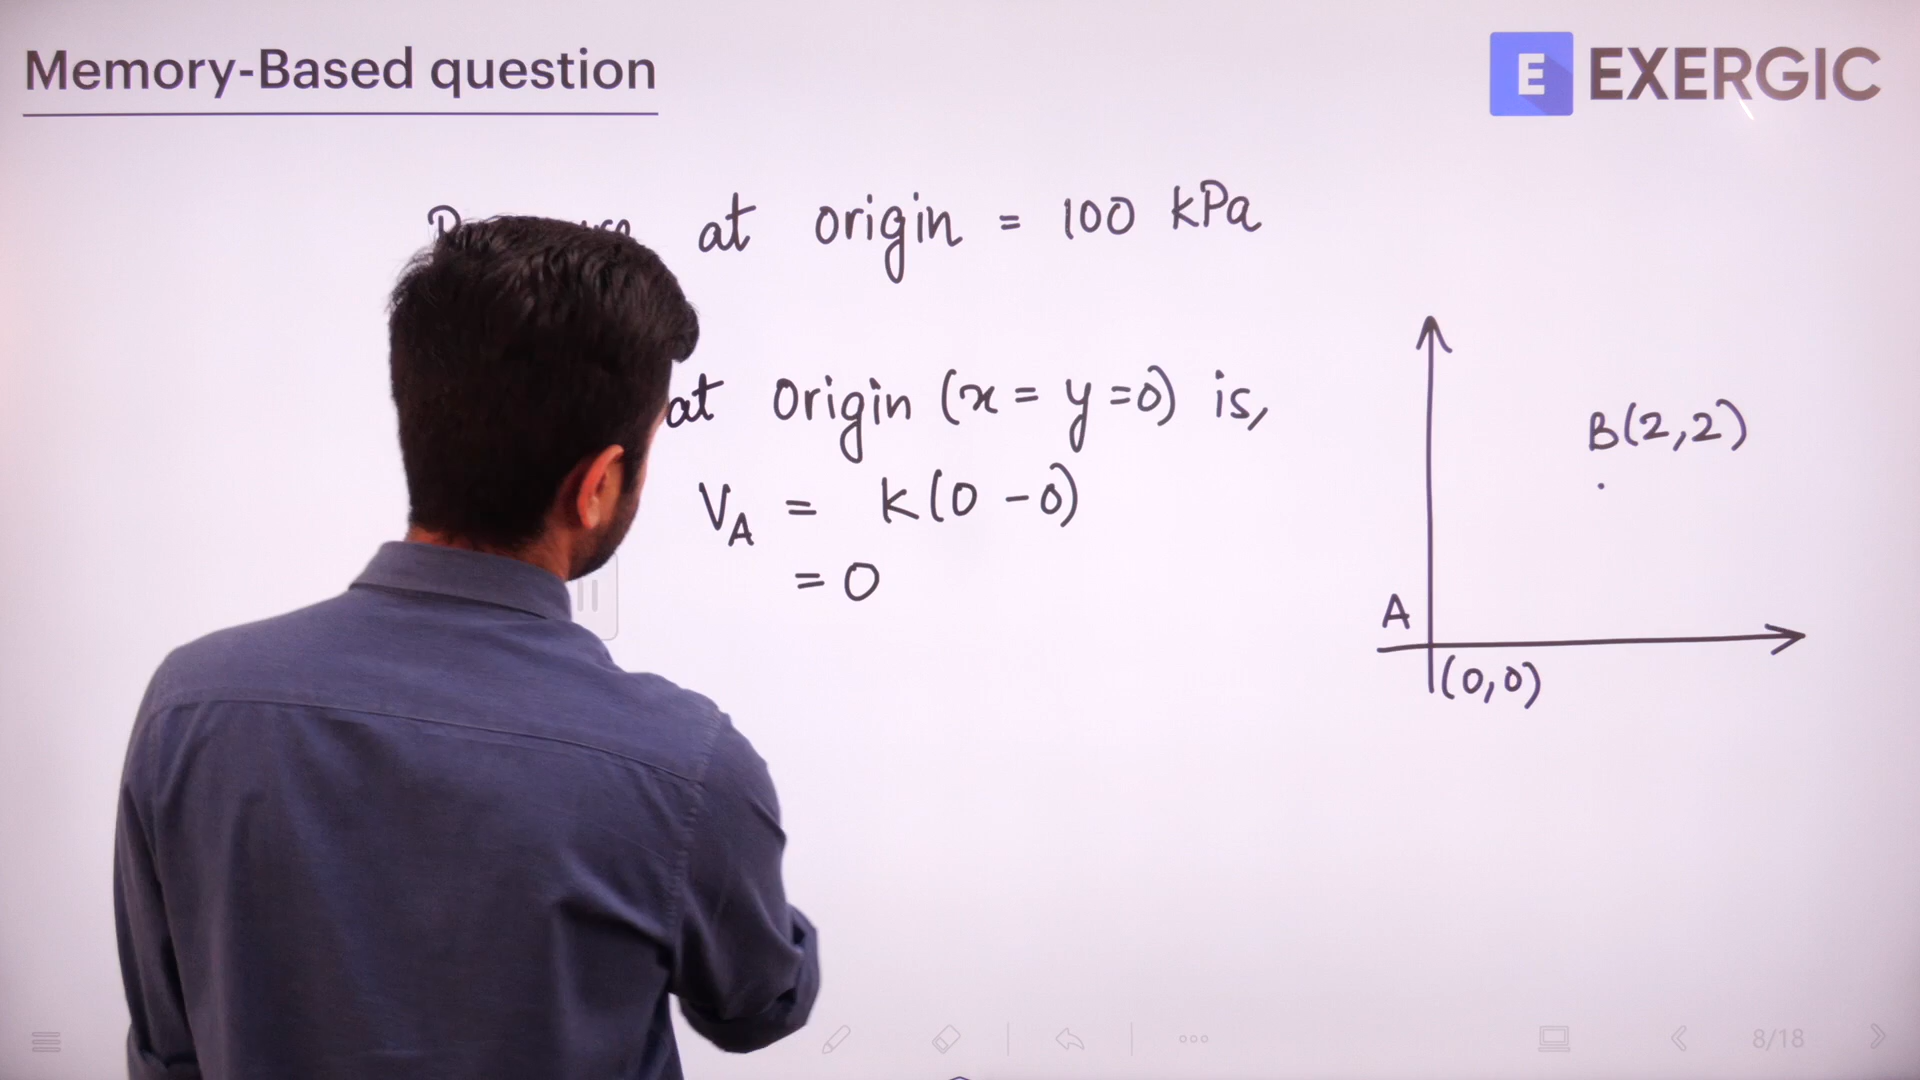 Memory-Based question
E EXERGIC
at origin = 100 kPa
at origin (x = y = 0) is,
V_A = k(0 - 0)
= 0
B(2,2)
A
(0,0)
8/18